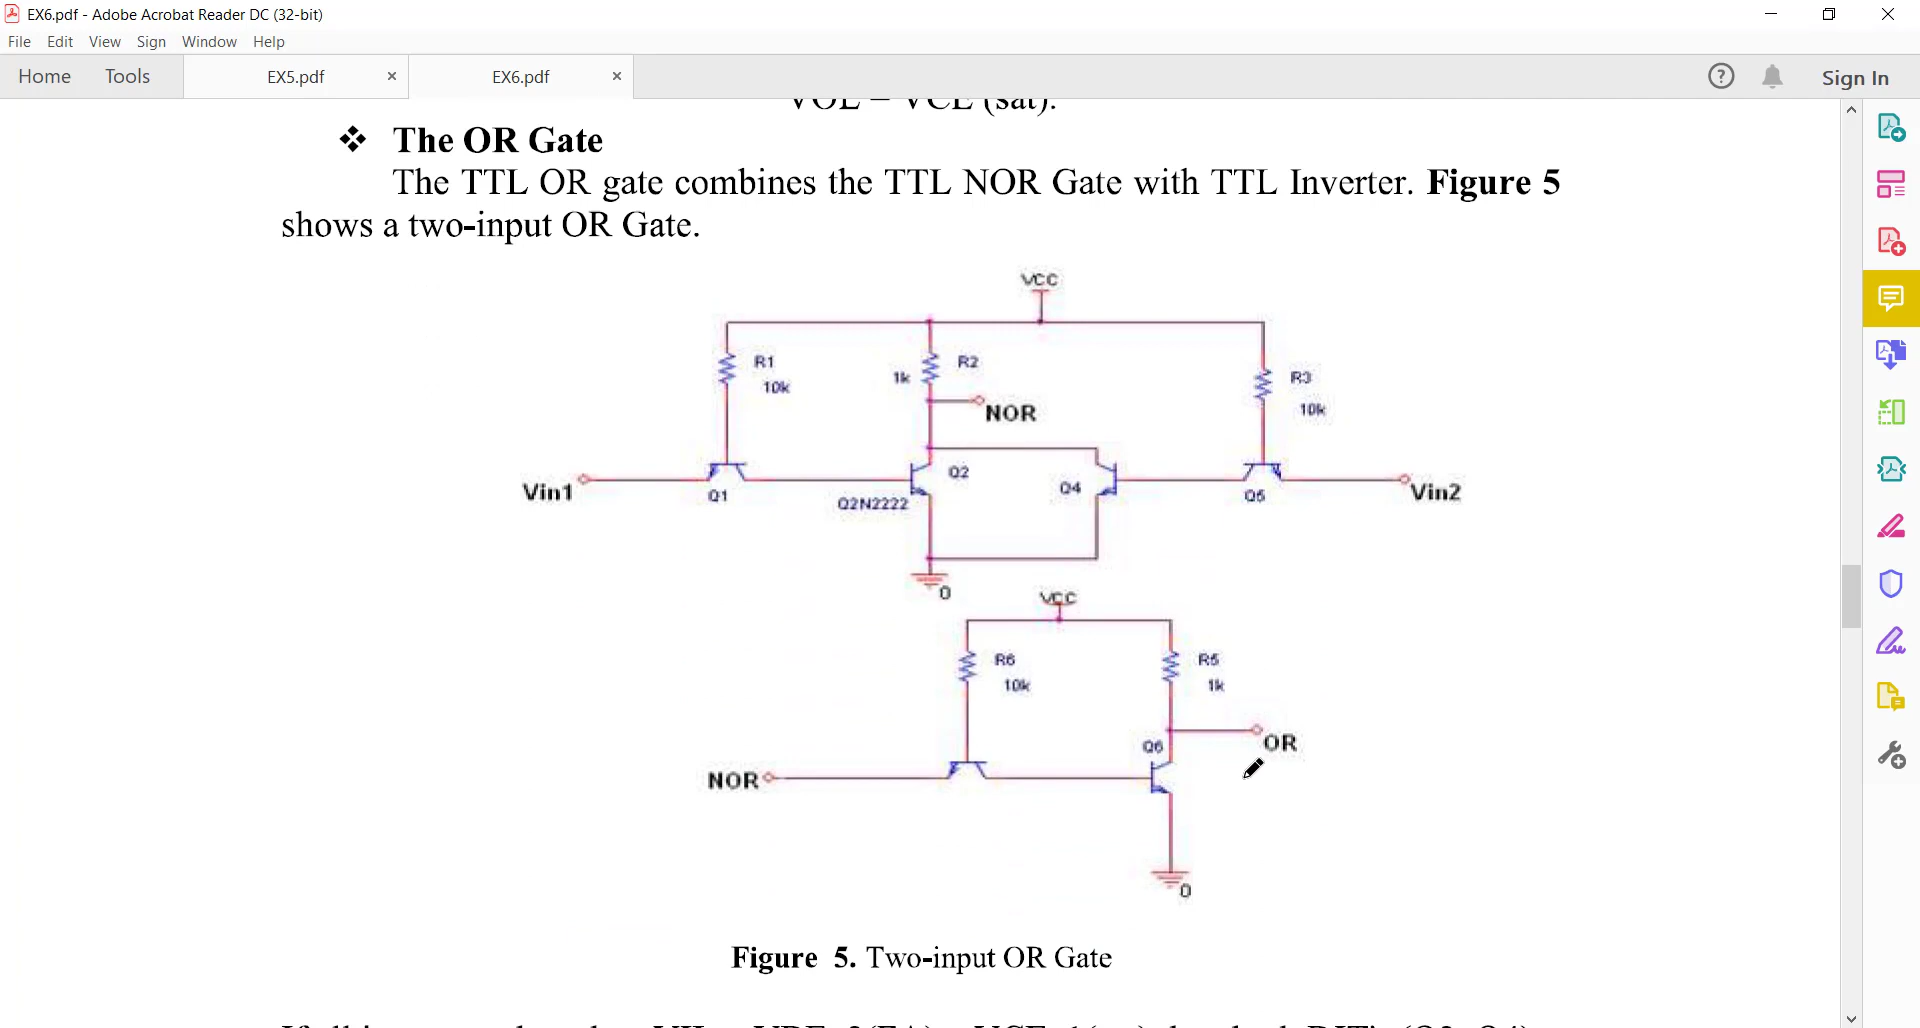 EX6.pdf - Adobe Acrobat Reader DC (32-bit)
File Edit View Sign Window Help
Home Tools EX5.pdf EX6.pdf Sign In
VOL = VCE (sat).
❖ The OR Gate
The TTL OR gate combines the TTL NOR Gate with TTL Inverter. Figure 5
shows a two-input OR Gate.
VCC
R1
10k
1k
R2
R3
10k
NOR
Vin1
Q1
Q2
Q2N2222
Q4
Q5
Vin2
0
VCC
R6
10k
R5
1k
Q6
OR
NOR
0
Figure 5. Two-input OR Gate